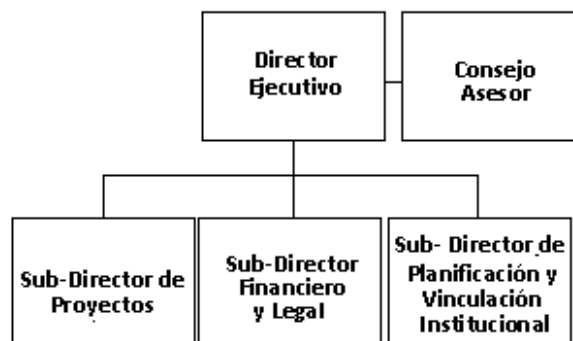 Director
Ejecutivo
Consejo
Asesor
Sub-Director de
Proyectos
Sub-Director
Financiero
y Legal
Sub- Director de
Planificación y
Vinculación
Institucional